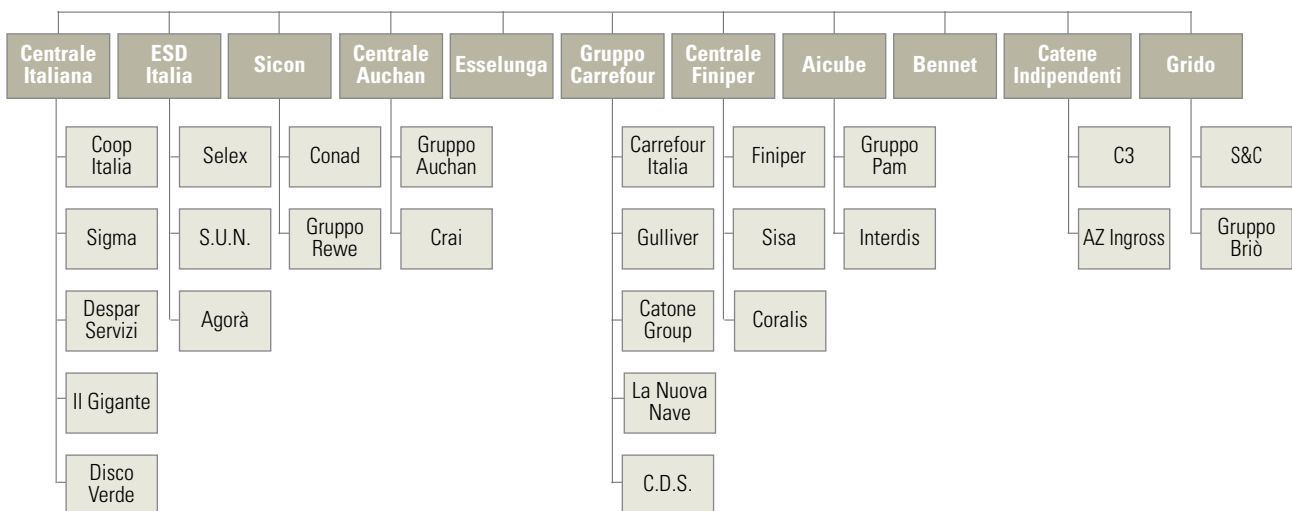 Centrale
Italiana
ESD
Italia
Sicon
Centrale
Auchan
Esselunga
Gruppo
Carrefour
Centrale
Finiper
Aicube
Bennet
Catene
Indipendenti
Grido
Coop
Italia
Selex
Conad
Gruppo
Auchan
Carrefour
Italia
Finiper
Gruppo
Pam
C3
S&C
Sigma
S.U.N.
Gruppo
Rewe
Crai
Gulliver
Sisa
Interdis
AZ Ingross
Gruppo
Briò
Despar
Servizi
Agorà
Catone
Group
Coralis
Il Gigante
La Nuova
Nave
Disco
Verde
C.D.S.